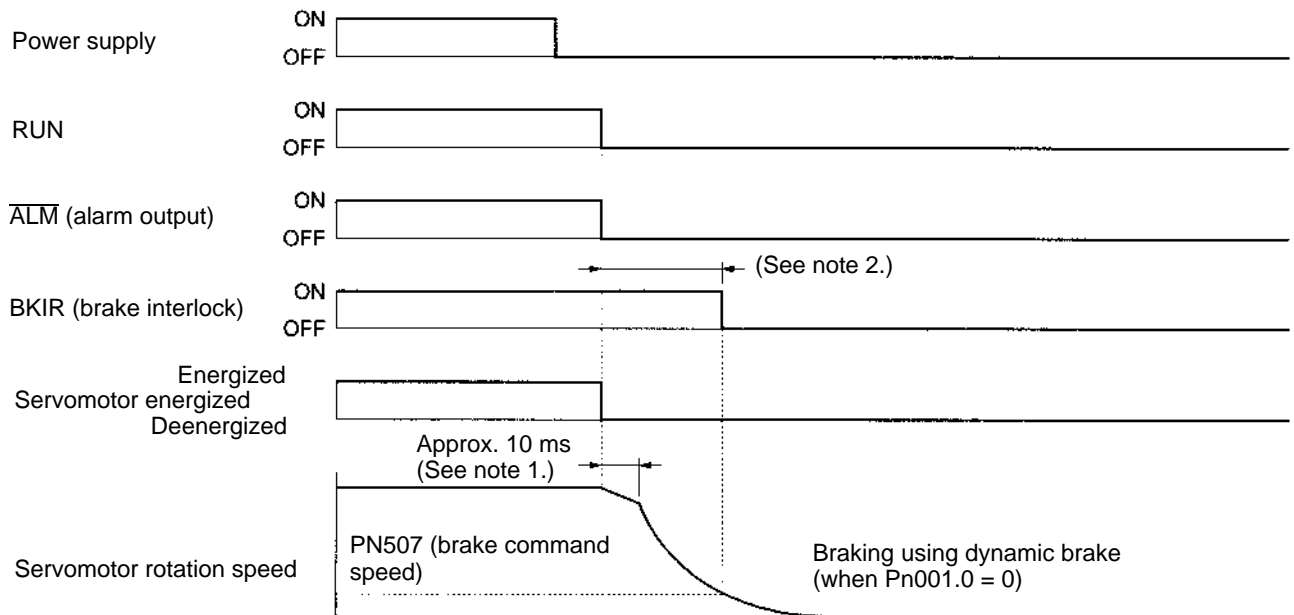 ON
Power supply
OFF
ON
RUN
OFF
ON
ALM (alarm output)
OFF
(See note 2.)
ON
BKIR (brake interlock)
OFF
Energized
Servomotor energized
Deenergized
Approx. 10 ms
(See note 1.)
PN507 (brake command
speed)
Servomotor rotation speed
Braking using dynamic brake
(when Pn001.0 = 0)